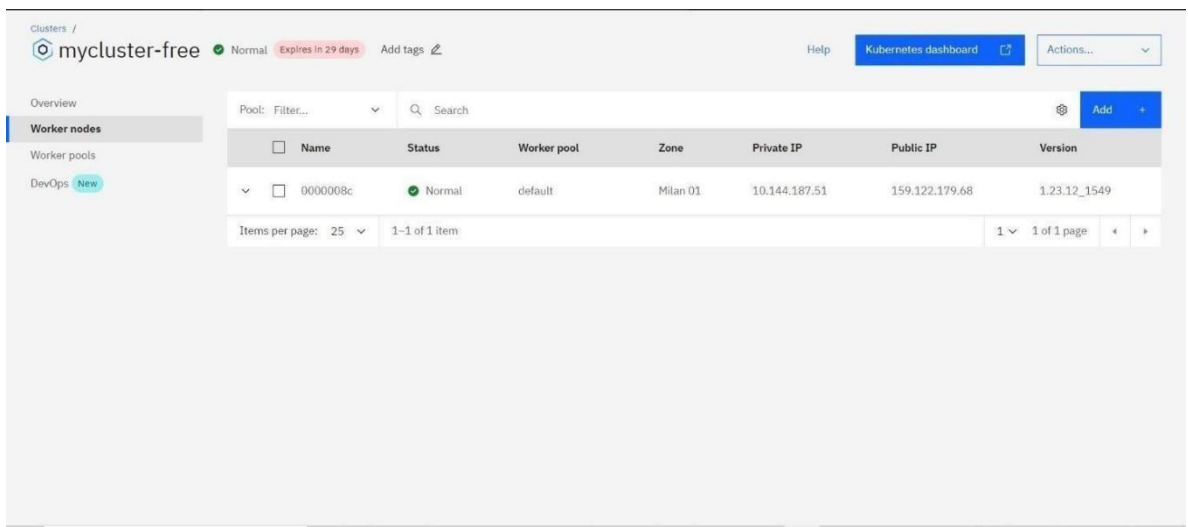 Clusters /
mycluster-free Normal Expires in 29 days Add tags Help Kubernetes dashboard Actions...
Overview
Worker nodes
Worker pools
DevOps New
Pool: Filter... Search Add +
Name Status Worker pool Zone Private IP Public IP Version
0000008c Normal default Milan 01 10.144.187.51 159.122.179.68 1.23.12_1549
Items per page: 25 1–1 of 1 item 1 1 of 1 page